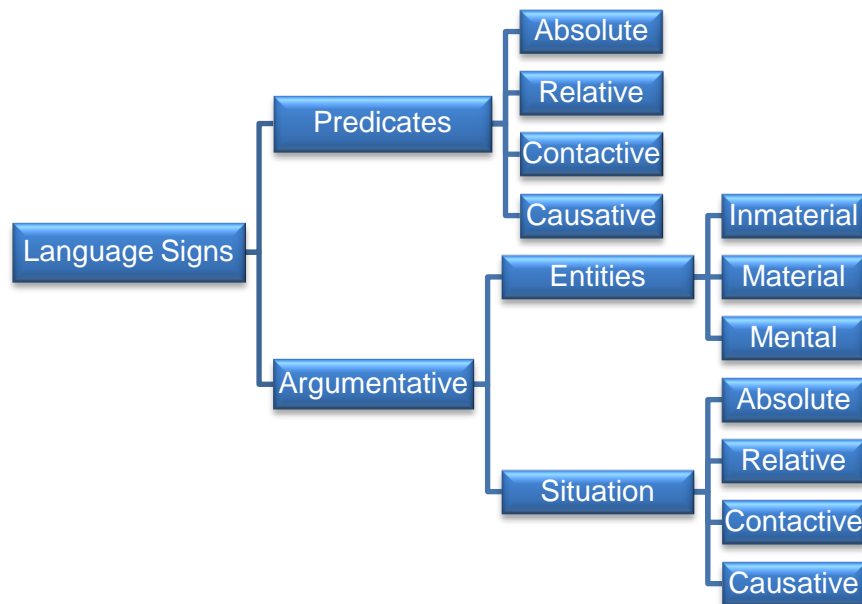 Language Signs
Predicates
Absolute
Relative
Contactive
Causative
Argumentative
Entities
Inmaterial
Material
Mental
Situation
Absolute
Relative
Contactive
Causative